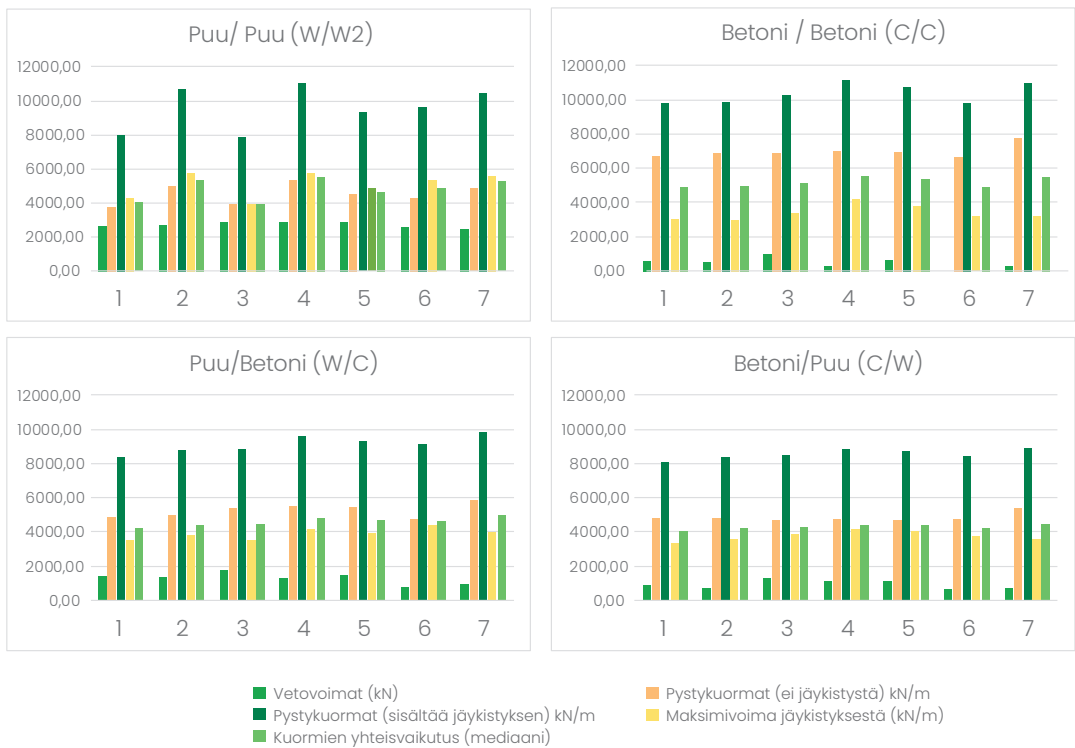 Puu/ Puu (W/W2)
12000,00
10000,00
8000,00
6000,00
4000,00
2000,00
0,00
1 2 3 4 5 6 7
Betoni / Betoni (C/C)
12000,00
10000,00
8000,00
6000,00
4000,00
2000,00
0,00
1 2 3 4 5 6 7
Puu/Betoni (W/C)
12000,00
10000,00
8000,00
6000,00
4000,00
2000,00
0,00
1 2 3 4 5 6 7
Betoni/Puu (C/W)
12000,00
10000,00
8000,00
6000,00
4000,00
2000,00
0,00
1 2 3 4 5 6 7
Vetovoimat (kN)
Pystykuormat (ei jäykistystä) kN/m
Pystykuormat (sisältää jäykistyksen) kN/m
Maksimivoima jäykistyksestä (kN/m)
Kuormien yhteisvaikutus (mediaani)